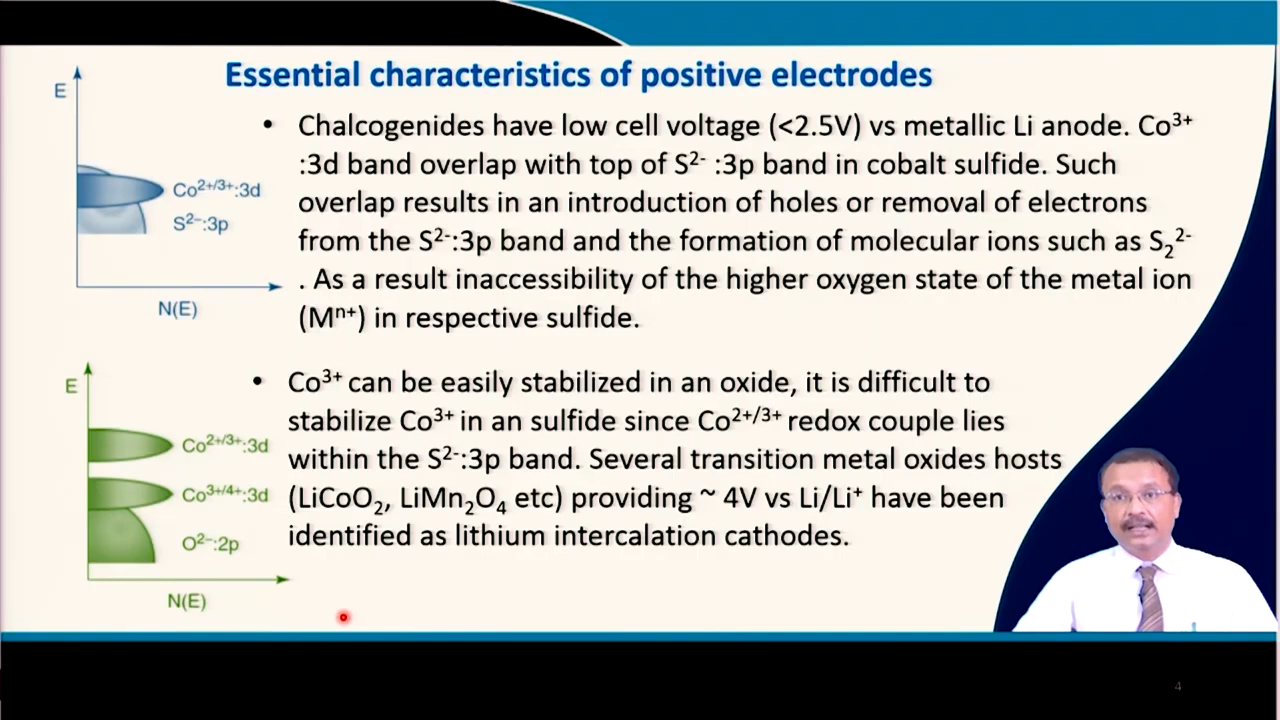 Essential characteristics of positive electrodes
E
Co²⁺/³⁺:3d
S²⁻:3p
N(E)
• Chalcogenides have low cell voltage (<2.5V) vs metallic Li anode. Co³⁺
:3d band overlap with top of S²⁻ :3p band in cobalt sulfide. Such
overlap results in an introduction of holes or removal of electrons
from the S²⁻:3p band and the formation of molecular ions such as S₂²⁻
. As a result inaccessibility of the higher oxygen state of the metal ion
(Mⁿ⁺) in respective sulfide.
E
Co²⁺/³⁺:3d
Co³⁺/⁴⁺:3d
O²⁻:2p
N(E)
• Co³⁺ can be easily stabilized in an oxide, it is difficult to
stabilize Co³⁺ in an sulfide since Co²⁺/³⁺ redox couple lies
within the S²⁻:3p band. Several transition metal oxides hosts
(LiCoO₂, LiMn₂O₄ etc) providing ~ 4V vs Li/Li⁺ have been
identified as lithium intercalation cathodes.
4